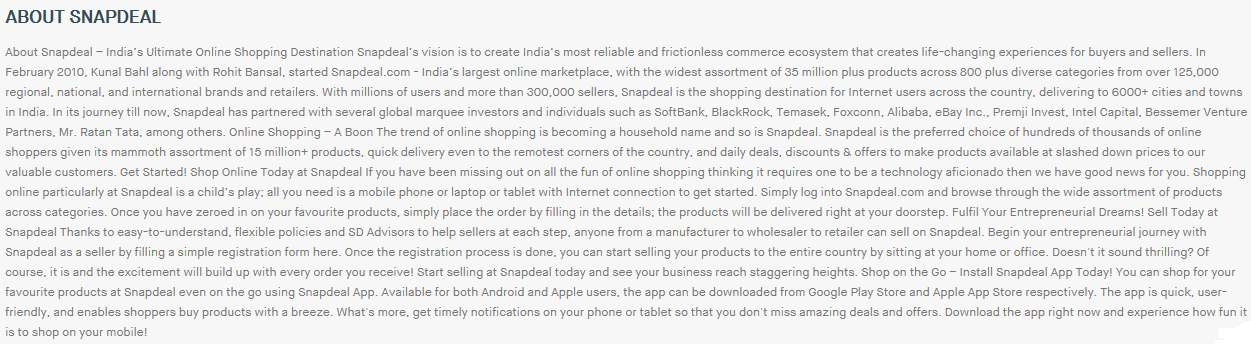 ABOUT SNAPDEAL
About Snapdeal – India's Ultimate Online Shopping Destination Snapdeal's vision is to create India's most reliable and frictionless commerce ecosystem that creates life-changing experiences for buyers and sellers. In
February 2010, Kunal Bahl along with Rohit Bansal, started Snapdeal.com - India's largest online marketplace, with the widest assortment of 35 million plus products across 800 plus diverse categories from over 125,000
regional, national, and international brands and retailers. With millions of users and more than 300,000 sellers, Snapdeal is the shopping destination for Internet users across the country, delivering to 6000+ cities and towns
in India. In its journey till now, Snapdeal has partnered with several global marquee investors and individuals such as SoftBank, BlackRock, Temasek, Foxconn, Alibaba, eBay Inc., Premji Invest, Intel Capital, Bessemer Venture
Partners, Mr. Ratan Tata, among others. Online Shopping – A Boon The trend of online shopping is becoming a household name and so is Snapdeal. Snapdeal is the preferred choice of hundreds of thousands of online
shoppers given its mammoth assortment of 15 million+ products, quick delivery even to the remotest corners of the country, and daily deals, discounts & offers to make products available at slashed down prices to our
valuable customers. Get Started! Shop Online Today at Snapdeal If you have been missing out on all the fun of online shopping thinking it requires one to be a technology aficionado then we have good news for you. Shopping
online particularly at Snapdeal is a child's play; all you need is a mobile phone or laptop or tablet with Internet connection to get started. Simply log into Snapdeal.com and browse through the wide assortment of products
across categories. Once you have zeroed in on your favourite products, simply place the order by filling in the details; the products will be delivered right at your doorstep. Fulfil Your Entrepreneurial Dreams! Sell Today at
Snapdeal Thanks to easy-to-understand, flexible policies and SD Advisors to help sellers at each step, anyone from a manufacturer to wholesaler to retailer can sell on Snapdeal. Begin your entrepreneurial journey with
Snapdeal as a seller by filling a simple registration form here. Once the registration process is done, you can start selling your products to the entire country by sitting at your home or office. Doesn't it sound thrilling? Of
course, it is and the excitement will build up with every order you receive! Start selling at Snapdeal today and see your business reach staggering heights. Shop on the Go – Install Snapdeal App Today! You can shop for your
favourite products at Snapdeal even on the go using Snapdeal App. Available for both Android and Apple users, the app can be downloaded from Google Play Store and Apple App Store respectively. The app is quick, user-
friendly, and enables shoppers buy products with a breeze. What's more, get timely notifications on your phone or tablet so that you don't miss amazing deals and offers. Download the app right now and experience how fun it
is to shop on your mobile!